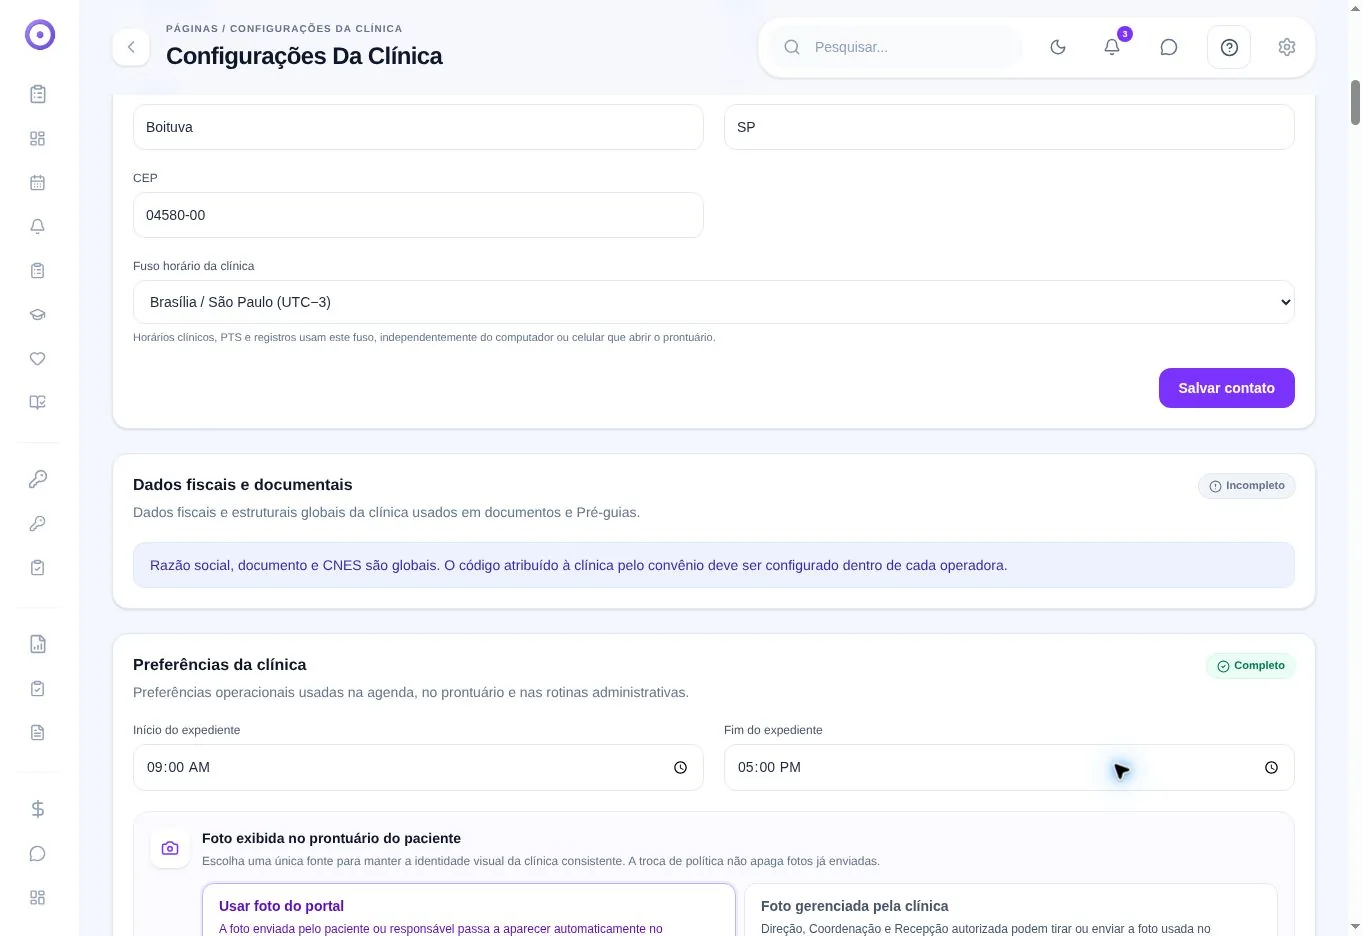 PÁGINAS / CONFIGURAÇÕES DA CLÍNICA
Configurações Da Clínica
Pesquisar...
3
Boituva
SP
CEP
04580-00
Fuso horário da clínica
Brasília / São Paulo (UTC−3)
Horários clínicos, PTS e registros usam este fuso, independentemente do computador ou celular que abrir o prontuário.
Salvar contato
Dados fiscais e documentais
Incompleto
Dados fiscais e estruturais globais da clínica usados em documentos e Pré-guias.
Razão social, documento e CNES são globais. O código atribuído à clínica pelo convênio deve ser configurado dentro de cada operadora.
Preferências da clínica
Completo
Preferências operacionais usadas na agenda, no prontuário e nas rotinas administrativas.
Início do expediente
Fim do expediente
09:00 AM
05:00 PM
Foto exibida no prontuário do paciente
Escolha uma única fonte para manter a identidade visual da clínica consistente. A troca de política não apaga fotos já enviadas.
Usar foto do portal
Foto gerenciada pela clínica
A foto enviada pelo paciente ou responsável passa a aparecer automaticamente no
Direção, Coordenação e Recepção autorizada podem tirar ou enviar a foto usada no